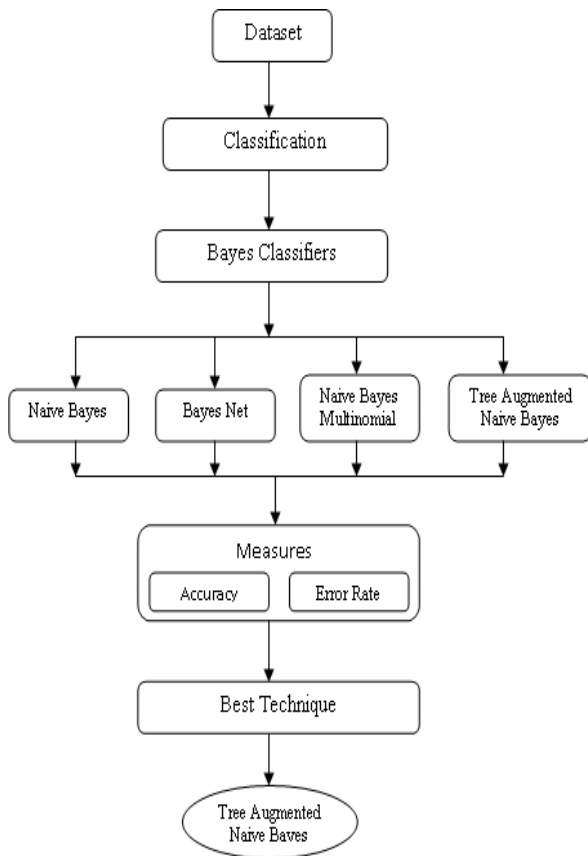 Dataset
Classification
Bayes Classifiers
Naive Bayes
Bayes Net
Naive Bayes
Multinomial
Tree Augmented
Naive Bayes
Measures
Accuracy
Error Rate
Best Technique
Tree Augmented
Naive Bayes